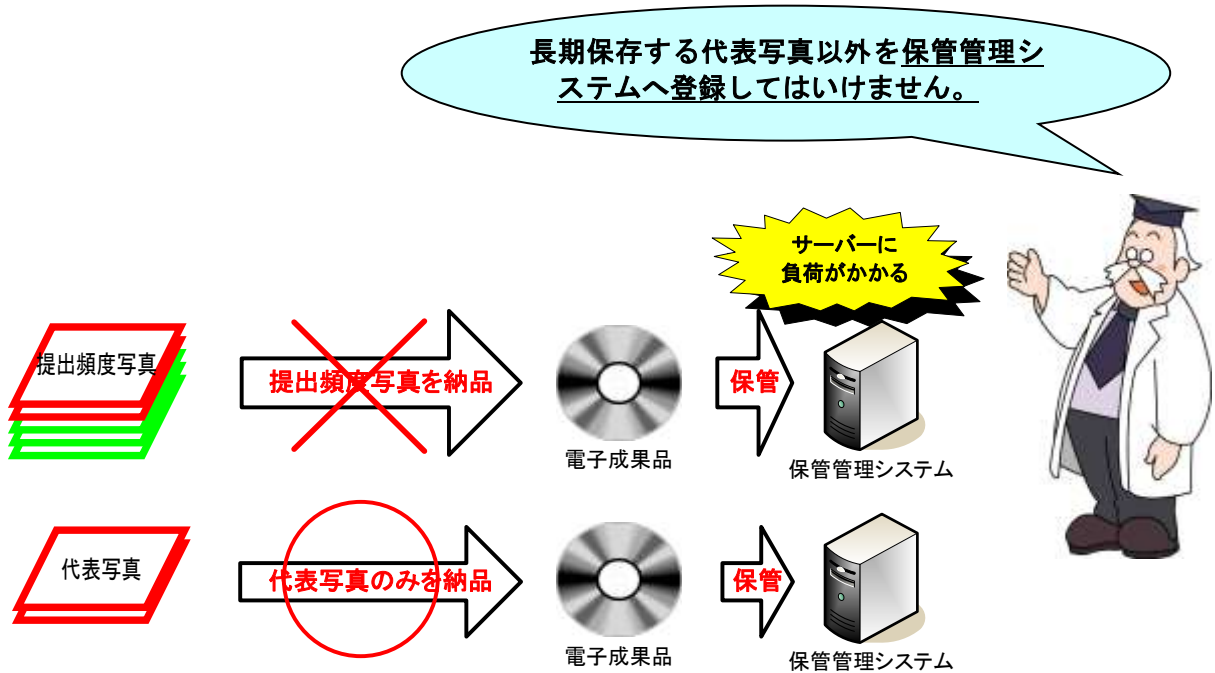 長期保存する代表写真以外を保管管理シ
ステムへ登録してはいけません。
サーバーに
負荷がかかる
提出頻度写真
提出頻度写真を納品
保管
電子成果品
保管管理システム
代表写真
代表写真のみを納品
保管
電子成果品
保管管理システム